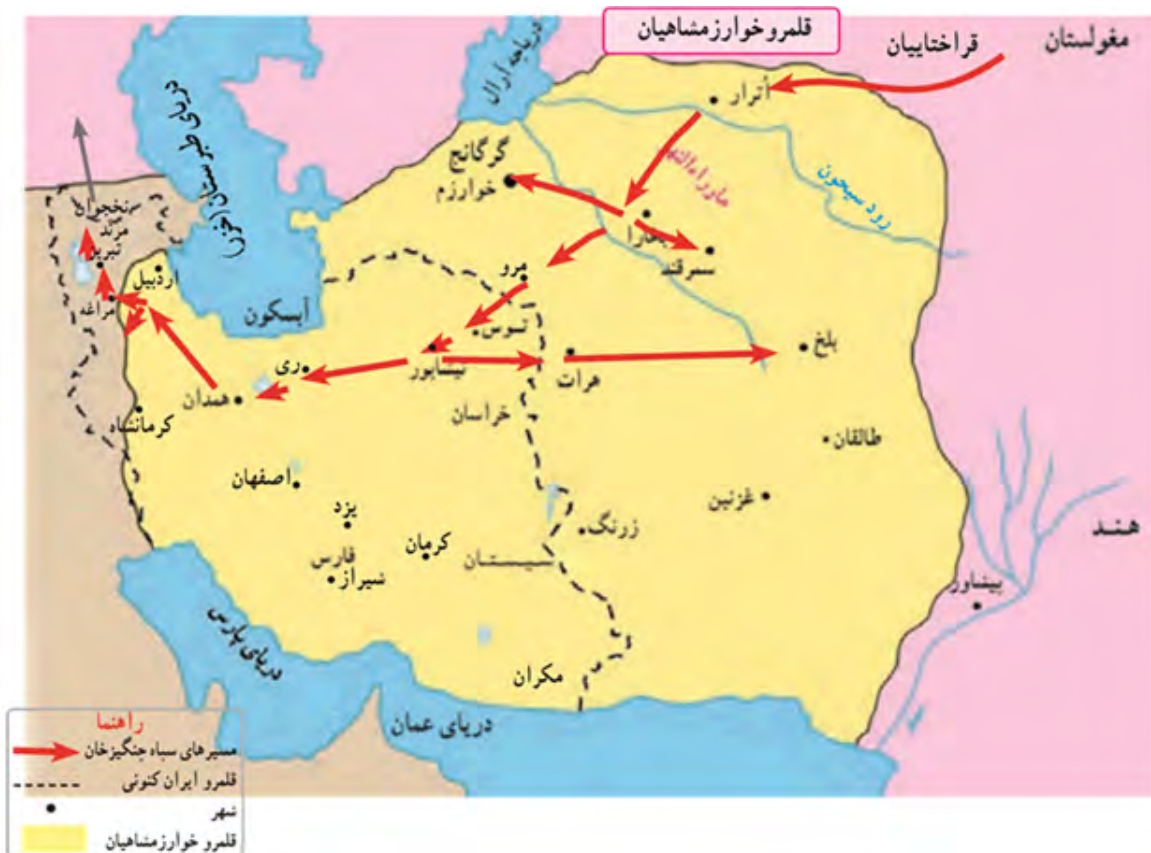 قلمرو خوارزمشاهیان
مغولستان
قراختاییان
دریاچه آرال
اُترار
دریای طبرستان (خزر)
گرگانج
خوارزم
ماوراءالنهر
رود سیحون
بخارا
سمرقند
نخجوان
مرند
تبریز
اردبیل
مراغه
مرو
توس
آبسکون
نیشابور
بلخ
هرات
ری
همدان
خراسان
کرمانشاه
طالقان
اصفهان
غزنین
یزد
زرنگ
هند
فارس
کرمان
سیستان
شیراز
پیشاور
دریای پارس
مکران
دریای عمان
راهنما
مسیرهای سپاه چنگیزخان
قلمرو ایران کنونی
شهر
قلمرو خوارزمشاهیان